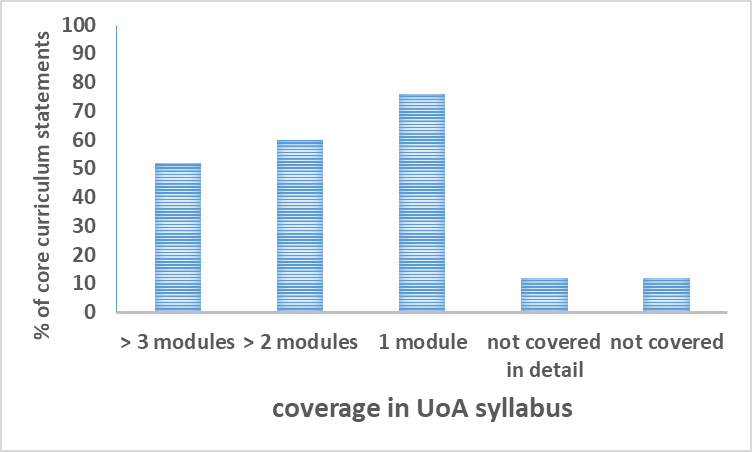 % of core curriculum statements
100
90
80
70
60
50
40
30
20
10
0
> 3 modules
> 2 modules
1 module
not covered
in detail
not covered
coverage in UoA syllabus